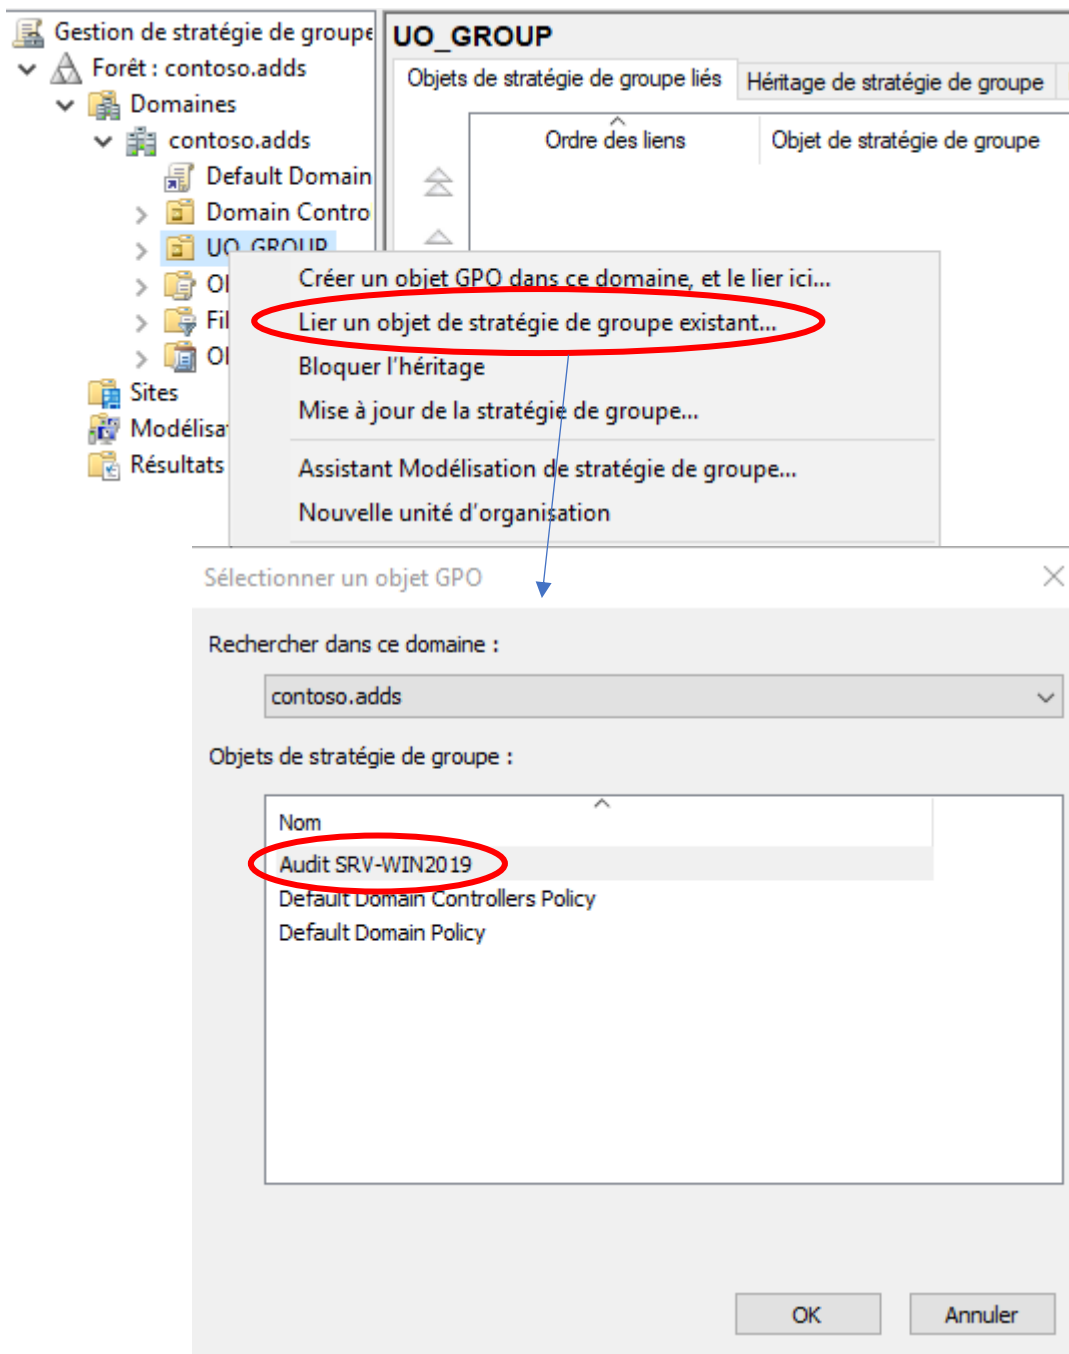 Gestion de stratégie de groupe
Forêt : contoso.adds
Domaines
contoso.adds
Default Domain
Domain Contro
UO_GROUP
Ol
Fil
Ol
Sites
Modélisa
Résultats
UO_GROUP
Objets de stratégie de groupe liés
Héritage de stratégie de groupe
Ordre des liens
Objet de stratégie de groupe
Créer un objet GPO dans ce domaine, et le lier ici...
Lier un objet de stratégie de groupe existant...
Bloquer l'héritage
Mise à jour de la stratégie de groupe...
Assistant Modélisation de stratégie de groupe...
Nouvelle unité d'organisation
Sélectionner un objet GPO
Rechercher dans ce domaine :
contoso.adds
Objets de stratégie de groupe :
Nom
Audit SRV-WIN2019
Default Domain Controllers Policy
Default Domain Policy
OK
Annuler